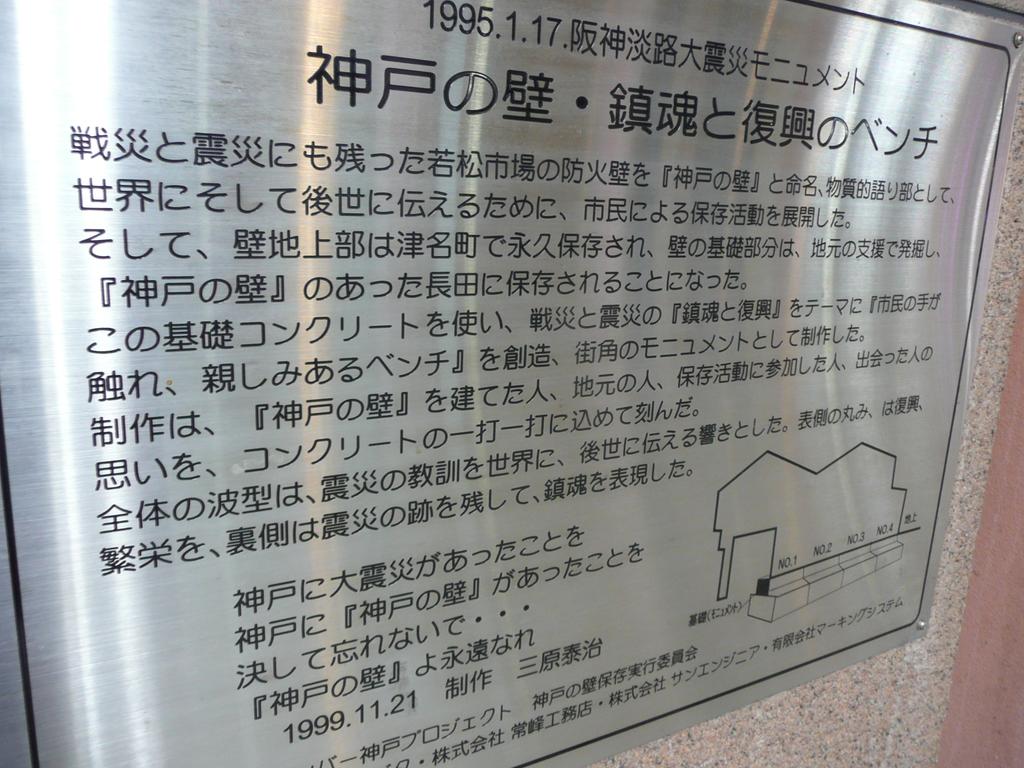 1995.1.17.阪神淡路大震災モニュメント
神戸の壁・鎮魂と復興のベンチ
戦災と震災にも残った若松市場の防火壁を『神戸の壁』と命名、物質的語り部として、
世界にそして後世に伝えるために、市民による保存活動を展開した。
そして、壁地上部は津名町で永久保存され、壁の基礎部分は、地元の支援で発掘し、
『神戸の壁』のあった長田に保存されることになった。
この基礎コンクリートを使い、戦災と震災の『鎮魂と復興』をテーマに『市民の手が
触れ、親しみあるベンチ』を創造、街角のモニュメントとして制作した。
制作は、『神戸の壁』を建てた人、地元の人、保存活動に参加した人、出会った人の
思いを、コンクリートの一打一打に込めて刻んだ。
全体の波型は、震災の教訓を世界に、後世に伝える響きとした。表側の丸み、は復興、
繁栄を、裏側は震災の跡を残して、鎮魂を表現した。
神戸に大震災があったことを
神戸に『神戸の壁』があったことを
決して忘れないで・・
『神戸の壁』よ永遠なれ
1999.11.21 制作 三原泰治
NO.1 NO.2 NO.3 NO.4 地上
基礎(モニュメント)
バー神戸プロジェクト 神戸の壁保存実行委員会
ク・株式会社 常峰工務店・株式会社 サンエンジニア・有限会社マーキングシステム